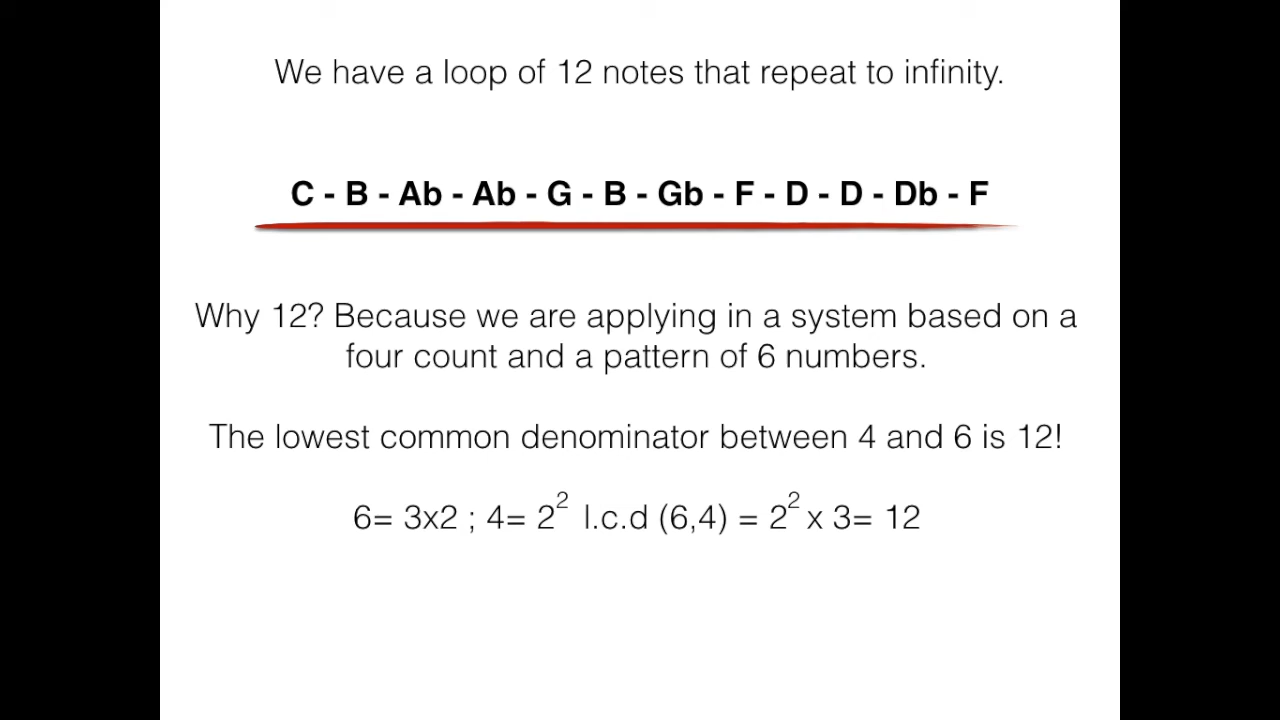 We have a loop of 12 notes that repeat to infinity.
C - B - Ab - Ab - G - B - Gb - F - D - D - Db - F
Why 12? Because we are applying in a system based on a
four count and a pattern of 6 numbers.
The lowest common denominator between 4 and 6 is 12!
6= 3x2 ; 4= 2² l.c.d (6,4) = 2² x 3= 12